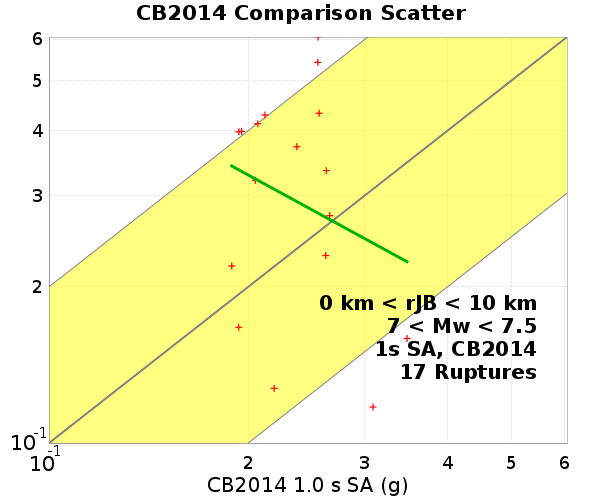 CB2014 Comparison Scatter
6
5
4
3
2
10-1
0 km < rJB < 10 km
7 < Mw < 7.5
1s SA, CB2014
17 Ruptures
10-1 2 3 4 5 6
CB2014 1.0 s SA (g)